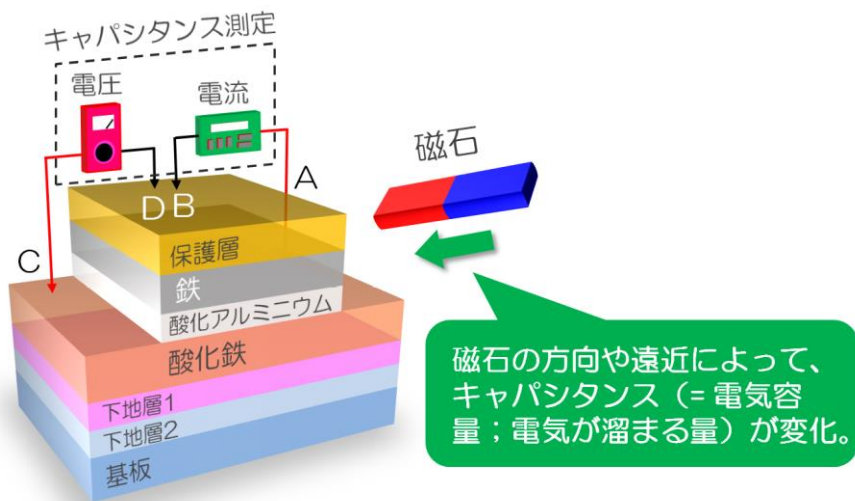 キャパシタンス測定
電圧
電流
磁石
A
D B
C
保護層
鉄
酸化アルミニウム
酸化鉄
下地層1
下地層2
基板
磁石の方向や遠近によって、
キャパシタンス（= 電気容
量；電気が溜まる量）が変化。